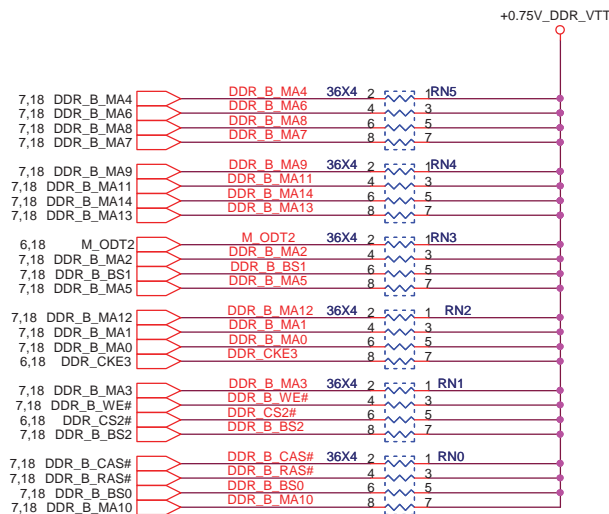 +0.75V_DDR_VTT
7,18 DDR_B_MA4 DDR_B_MA4 36X4 2 1 RN5
7,18 DDR_B_MA6 DDR_B_MA6 4 3
7,18 DDR_B_MA8 DDR_B_MA8 6 5
7,18 DDR_B_MA7 DDR_B_MA7 8 7
7,18 DDR_B_MA9 DDR_B_MA9 36X4 2 1 RN4
7,18 DDR_B_MA11 DDR_B_MA11 4 3
7,18 DDR_B_MA14 DDR_B_MA14 6 5
7,18 DDR_B_MA13 DDR_B_MA13 8 7
6,18 M_ODT2 M_ODT2 36X4 2 1 RN3
7,18 DDR_B_MA2 DDR_B_MA2 4 3
7,18 DDR_B_BS1 DDR_B_BS1 6 5
7,18 DDR_B_MA5 DDR_B_MA5 8 7
7,18 DDR_B_MA12 DDR_B_MA12 36X4 2 1 RN2
7,18 DDR_B_MA1 DDR_B_MA1 4 3
7,18 DDR_B_MA0 DDR_B_MA0 6 5
6,18 DDR_CKE3 DDR_CKE3 8 7
7,18 DDR_B_MA3 DDR_B_MA3 36X4 2 1 RN1
7,18 DDR_B_WE# DDR_B_WE# 4 3
6,18 DDR_CS2# DDR_CS2# 6 5
7,18 DDR_B_BS2 DDR_B_BS2 8 7
7,18 DDR_B_CAS# DDR_B_CAS# 36X4 2 1 RN0
7,18 DDR_B_RAS# DDR_B_RAS# 4 3
7,18 DDR_B_BS0 DDR_B_BS0 6 5
7,18 DDR_B_MA10 DDR_B_MA10 8 7